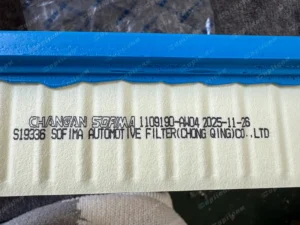 CHANGAN SOFIMA 1109190-AW04 2025-11-26
S19336 SOFIMA AUTOMOTIVE FILTER(CHONG QING)CO.,LTD